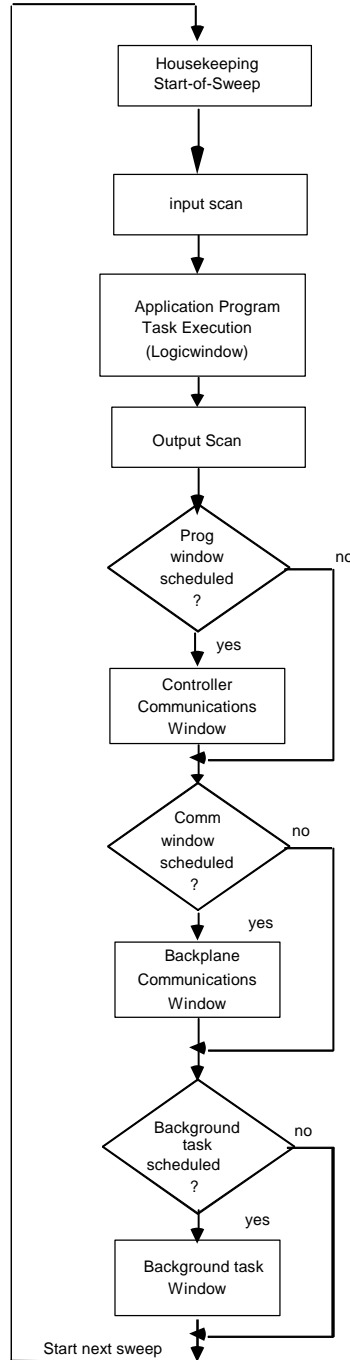 Housekeeping
Start-of-Sweep
input scan
Application Program
Task Execution
(Logicwindow)
Output Scan
Prog
window
scheduled
?
no
yes
Controller
Communications
Window
Comm
window
scheduled
?
no
yes
Backplane
Communications
Window
Background
task
scheduled
?
no
yes
Background task
Window
Start next sweep